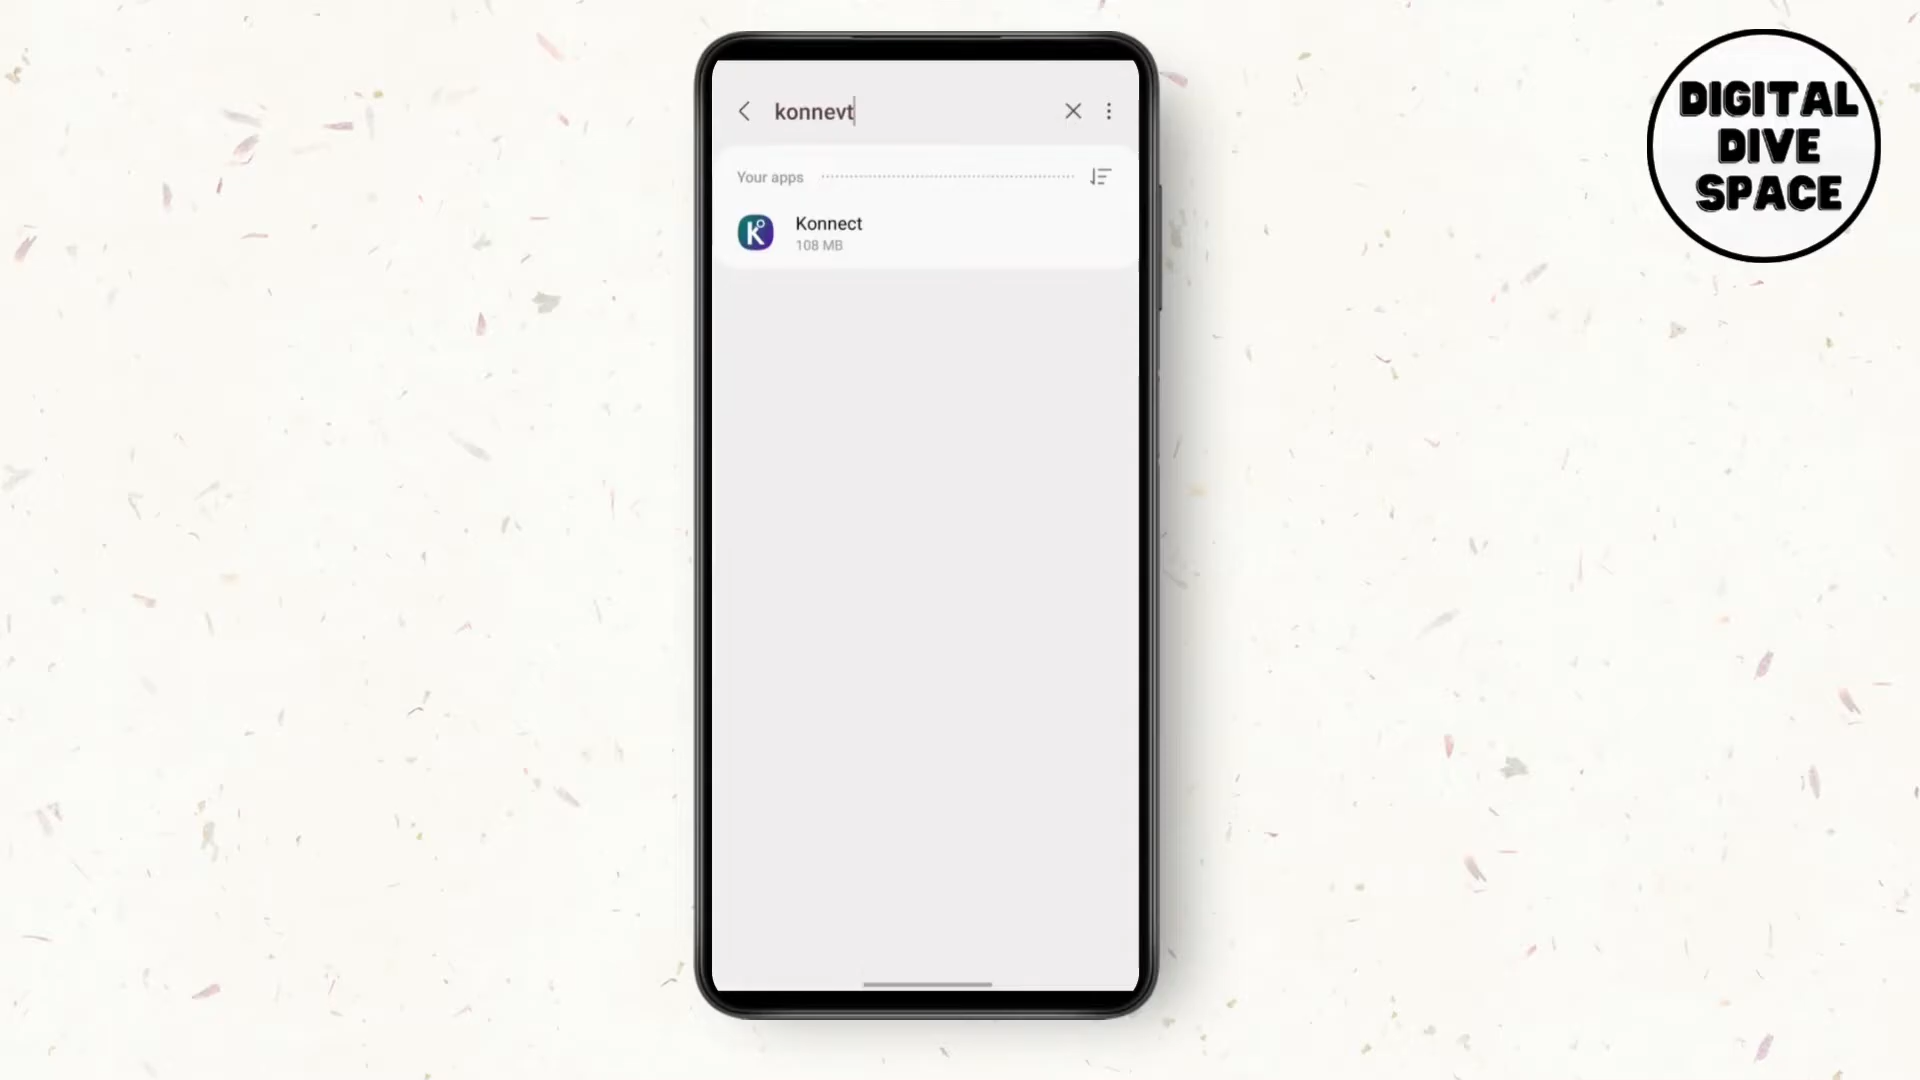 konnevt
Your apps
Konnect
108 MB
DIGITAL
DIVE
SPACE